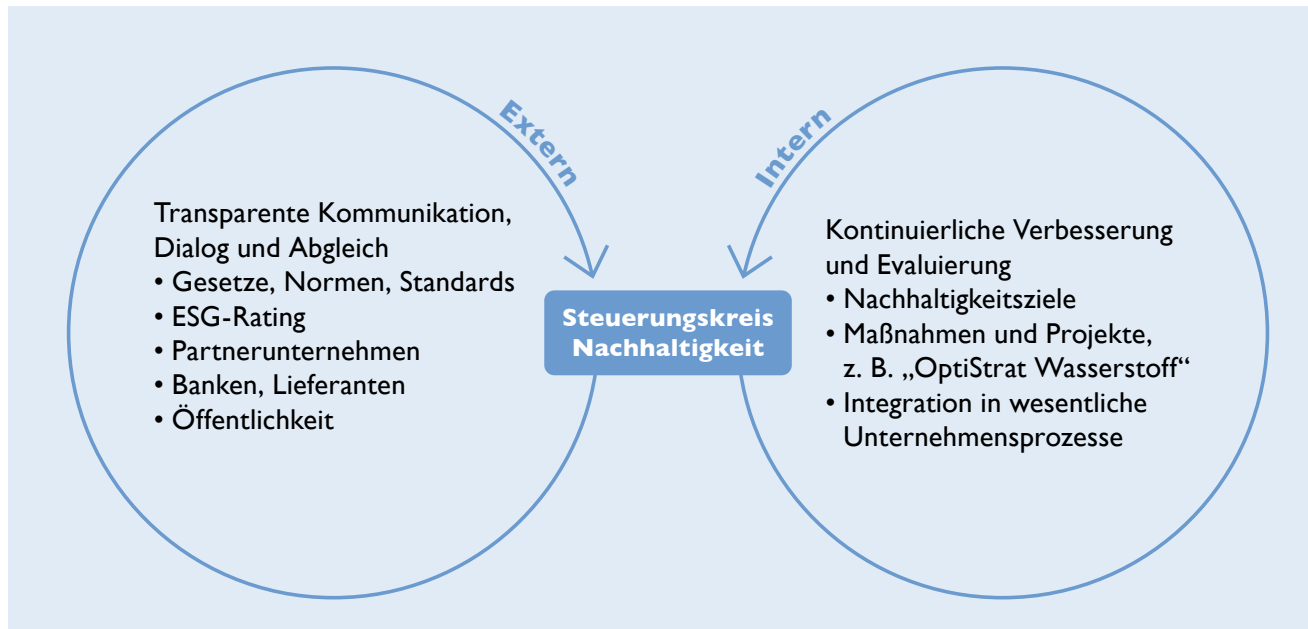 Extern
Transparente Kommunikation,
Dialog und Abgleich
• Gesetze, Normen, Standards
• ESG-Rating
• Partnerunternehmen
• Banken, Lieferanten
• Öffentlichkeit
Steuerungskreis
Nachhaltigkeit
Intern
Kontinuierliche Verbesserung
und Evaluierung
• Nachhaltigkeitsziele
• Maßnahmen und Projekte,
z. B. „OptiStrat Wasserstoff“
• Integration in wesentliche
Unternehmensprozesse